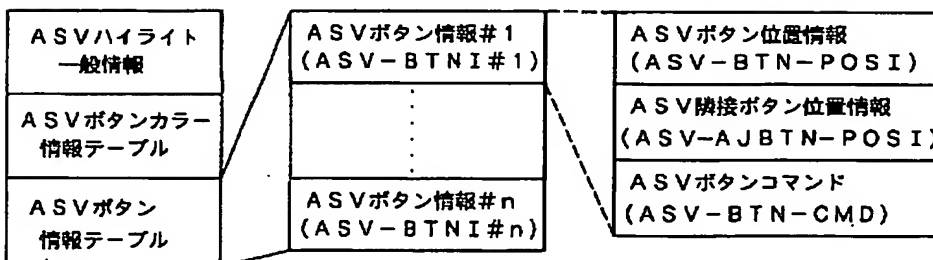 ASVハイライト
一般情報
ASVボタンカラー
情報テーブル
ASVボタン
情報テーブル
ASVボタン情報#1
(ASV-BTNI#1)
ASVボタン情報#n
(ASV-BTNI#n)
ASVボタン位置情報
(ASV-BTN-POSI)
ASV隣接ボタン位置情報
(ASV-AJBTN-POSI)
ASVボタンコマンド
(ASV-BTN-CMD)